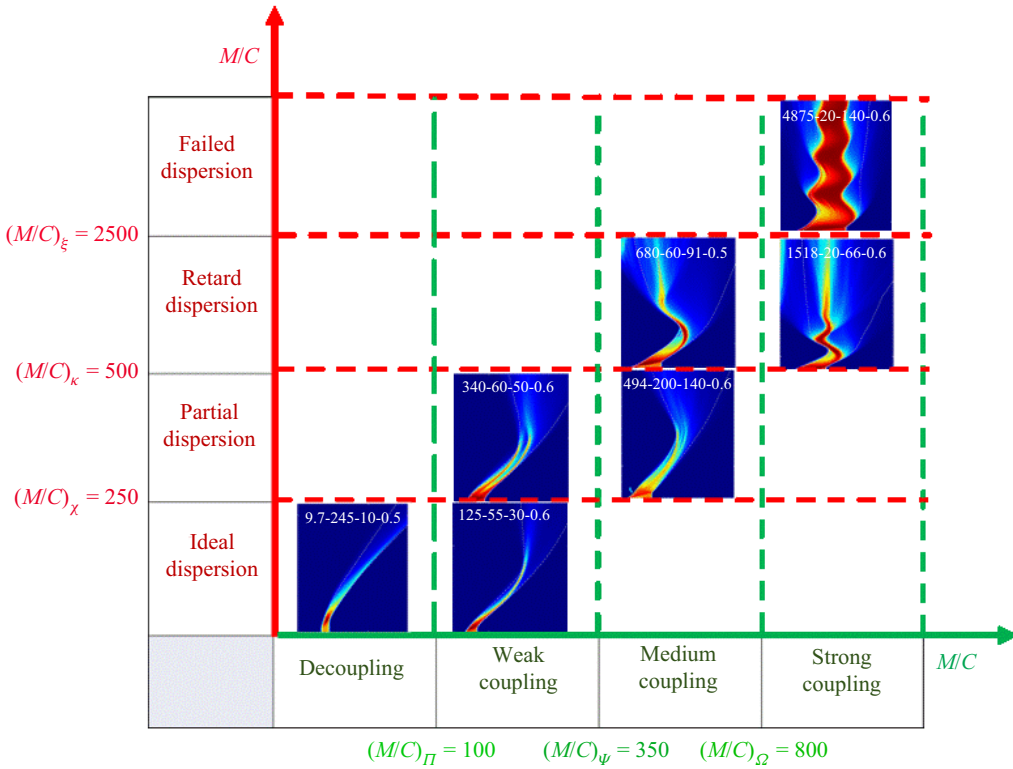 M/C
4875-20-140-0.6
Failed
dispersion
(M/C)ξ = 2500
680-60-91-0.5
1518-20-66-0.6
Retard
dispersion
(M/C)κ = 500
340-60-50-0.6
494-200-140-0.6
Partial
dispersion
(M/C)χ = 250
9.7-245-10-0.5
125-55-30-0.6
Ideal
dispersion
Decoupling
Weak
coupling
Medium
coupling
Strong
coupling
M/C
(M/C)Π = 100
(M/C)Ψ = 350
(M/C)Ω = 800